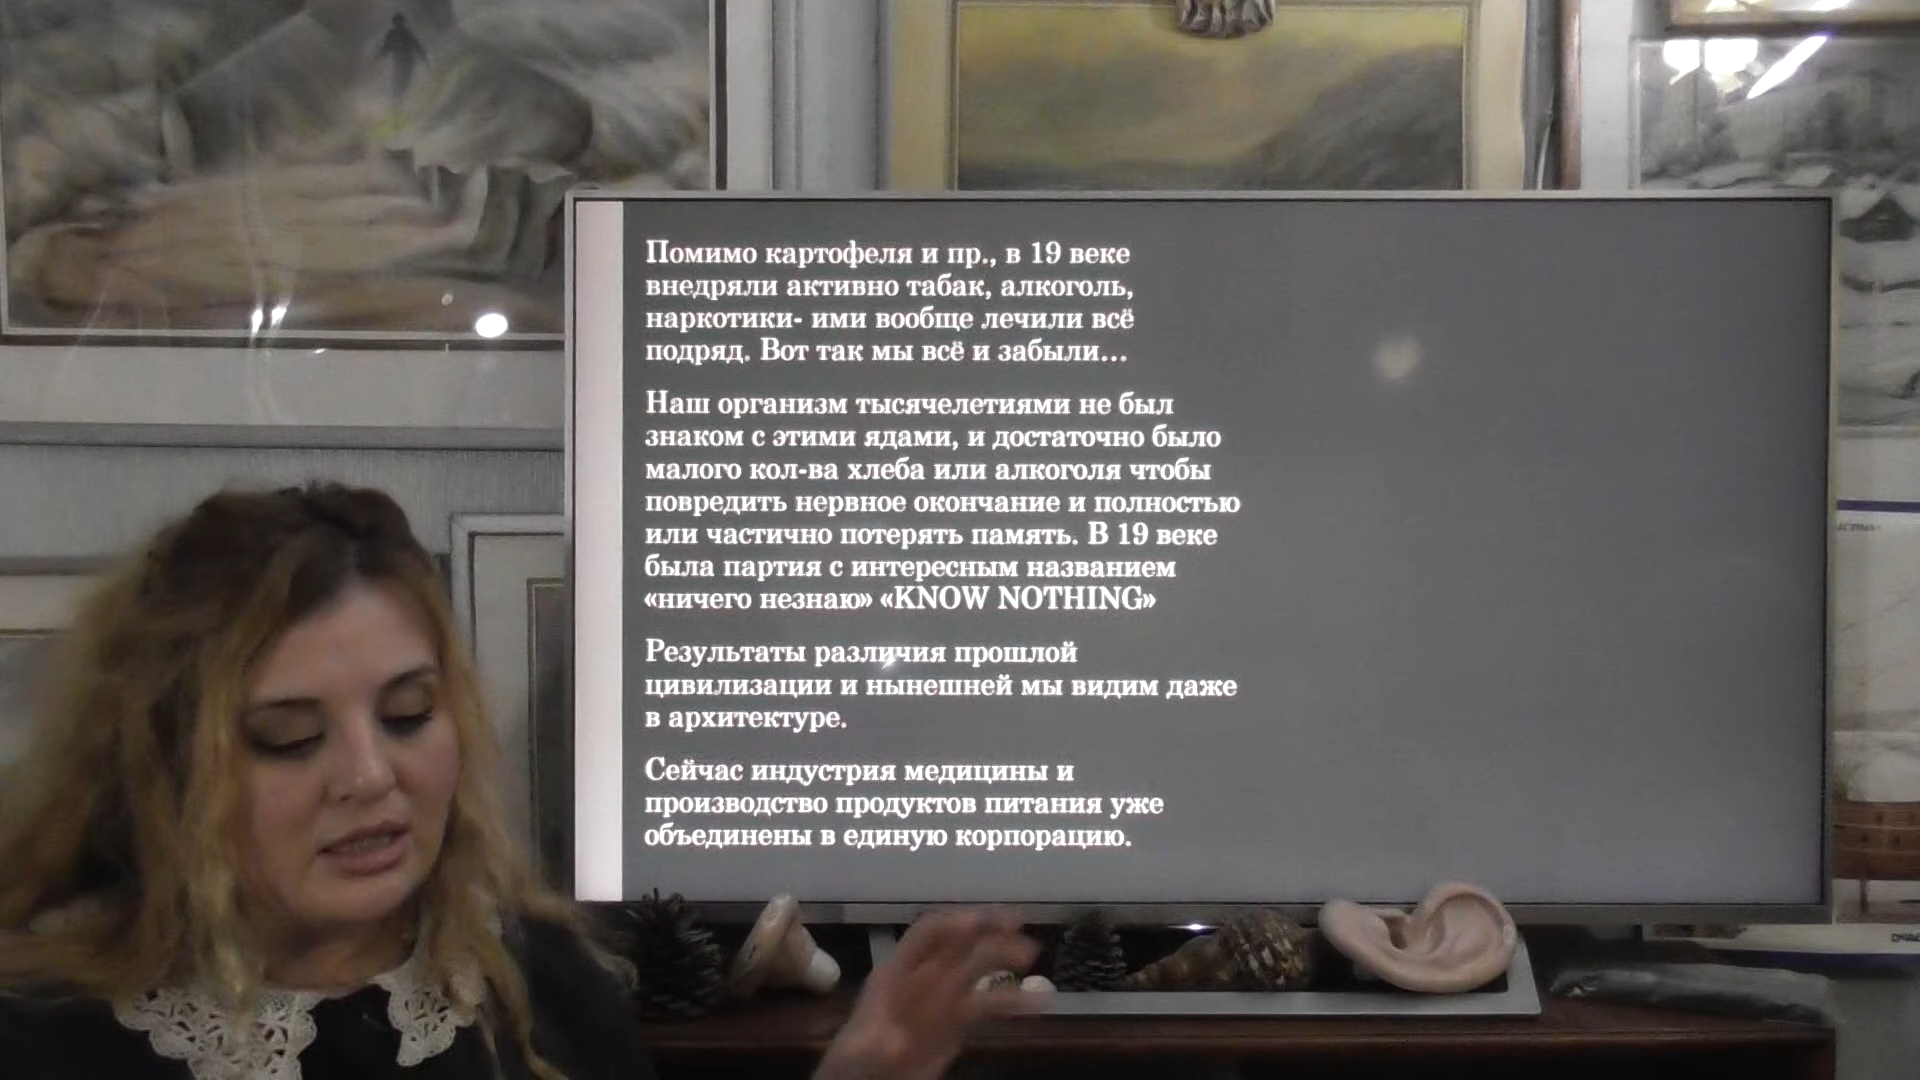 Помимо картофеля и пр., в 19 веке
внедряли активно табак, алкоголь,
наркотики- ими вообще лечили всё
подряд. Вот так мы всё и забыли...
Наш организм тысячелетиями не был
знаком с этими ядами, и достаточно было
малого кол-ва хлеба или алкоголя чтобы
повредить нервное окончание и полностью
или частично потерять память. В 19 веке
была партия с интересным названием
«ничего незнаю» «KNOW NOTHING»
Результаты различия прошлой
цивилизации и нынешней мы видим даже
в архитектуре.
Сейчас индустрия медицины и
производство продуктов питания уже
объединены в единую корпорацию.